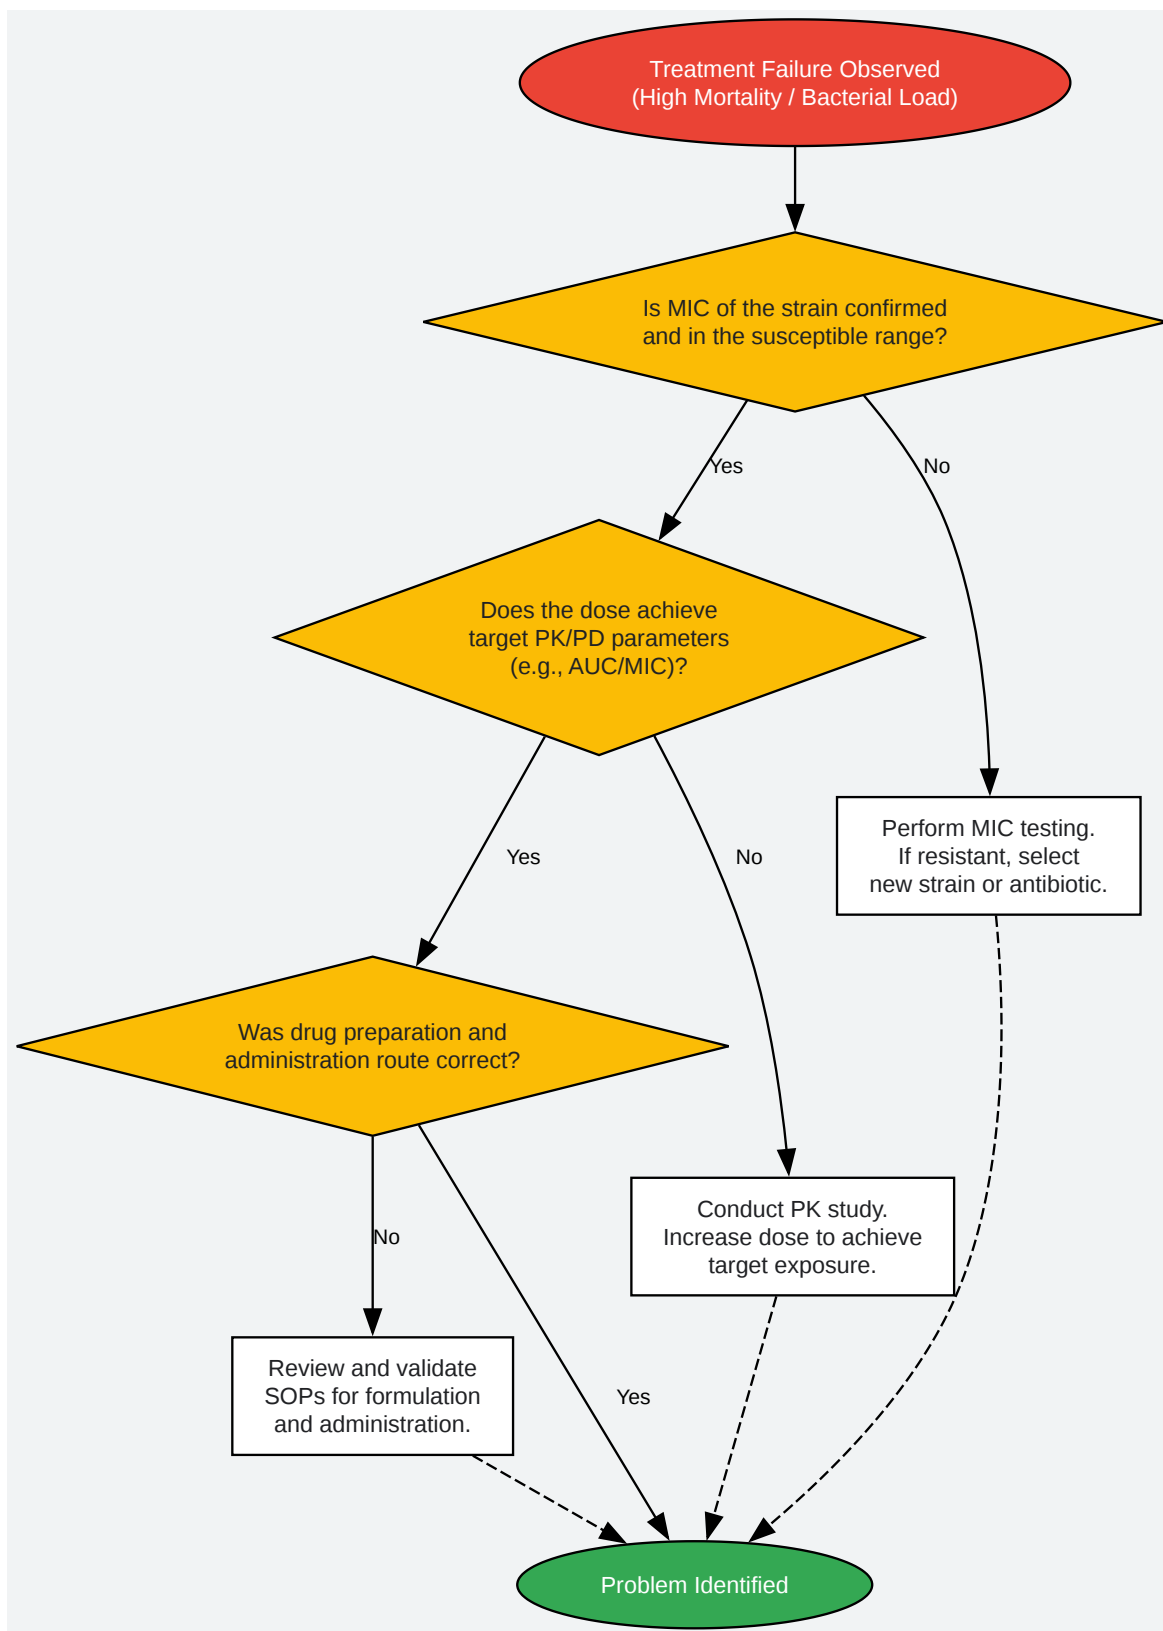 Treatment Failure Observed
(High Mortality / Bacterial Load)
Is MIC of the strain confirmed
and in the susceptible range?
Yes
No
Does the dose achieve
target PK/PD parameters
(e.g., AUC/MIC)?
Perform MIC testing.
If resistant, select
new strain or antibiotic.
Yes
No
Was drug preparation and
administration route correct?
Conduct PK study.
Increase dose to achieve
target exposure.
No
Review and validate
SOPs for formulation
and administration.
Yes
Problem Identified